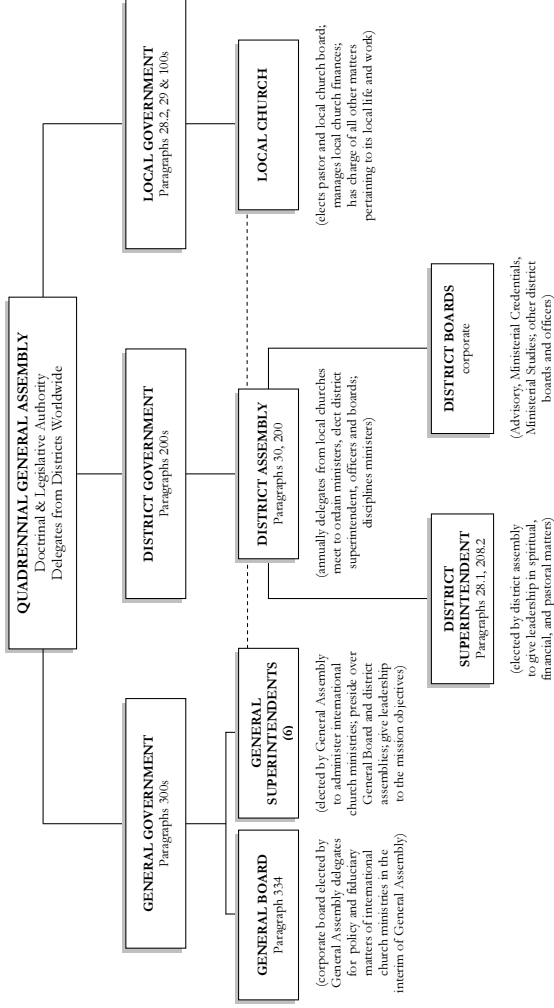 QUADRENNIAL GENERAL ASSEMBLY
Doctrinal & Legislative Authority
Delegates from Districts Worldwide
GENERAL GOVERNMENT
Paragraphs 300s
DISTRICT GOVERNMENT
Paragraphs 200s
LOCAL GOVERNMENT
Paragraphs 28.2, 29 & 100s
GENERAL BOARD
Paragraph 334
(corporate board elected by
General Assembly delegates
for policy and fiduciary
matters of international
church ministries in the
interim of General Assembly)
GENERAL
SUPERINTENDENTS
(6)
(elected by General Assembly
to administer international
church ministries; preside over
General Board and district
assemblies; give leadership
to the mission objectives)
DISTRICT ASSEMBLY
Paragraphs 30, 200
(annually delegates from local churches
meet to ordain ministers, elect district
superintendent, officers and boards;
disciplines ministers)
LOCAL CHURCH
(elects pastor and local church board;
manages local church finances;
has charge of all other matters
pertaining to its local life and work)
DISTRICT
SUPERINTENDENT
Paragraphs 28.1, 208.2
(elected by district assembly
to give leadership in spiritual,
financial, and pastoral matters)
DISTRICT BOARDS
corporate
(Advisory, Ministerial Credentials,
Ministerial Studies; other district
boards and officers)